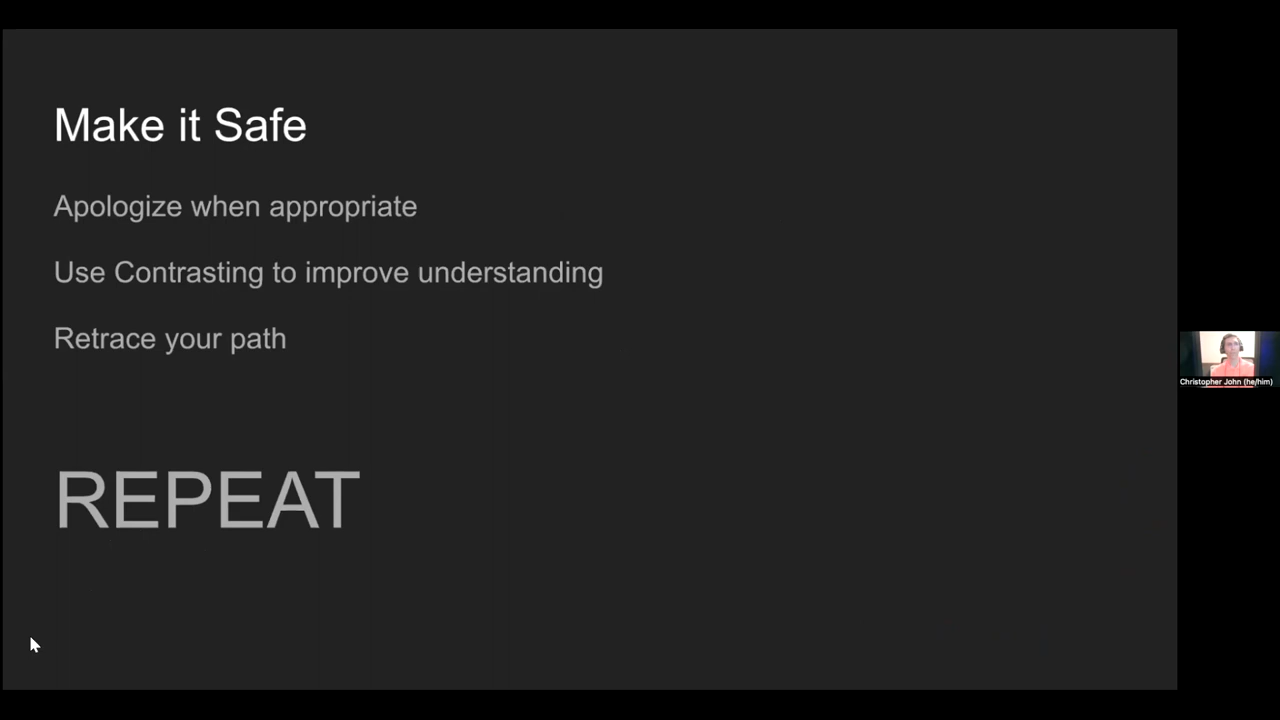 Make it Safe
Apologize when appropriate
Use Contrasting to improve understanding
Retrace your path
REPEAT
Christopher John (he/him)